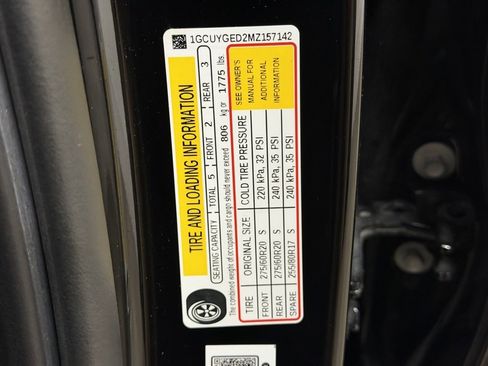 1GCUYGED2MZ157142
TIRE AND LOADING INFORMATION
SEATING CAPACITY TOTAL 5 FRONT 2 REAR 3
The combined weight of occupants and cargo should never exceed 806 kg or 1775 lbs.
TIRE ORIGINAL SIZE COLD TIRE PRESSURE SEE OWNER'S
FRONT 275/60R20 S 220 kPa, 32 PSI MANUAL FOR
REAR 275/60R20 S 240 kPa, 35 PSI ADDITIONAL
SPARE 255/80R17 S 240 kPa, 35 PSI INFORMATION